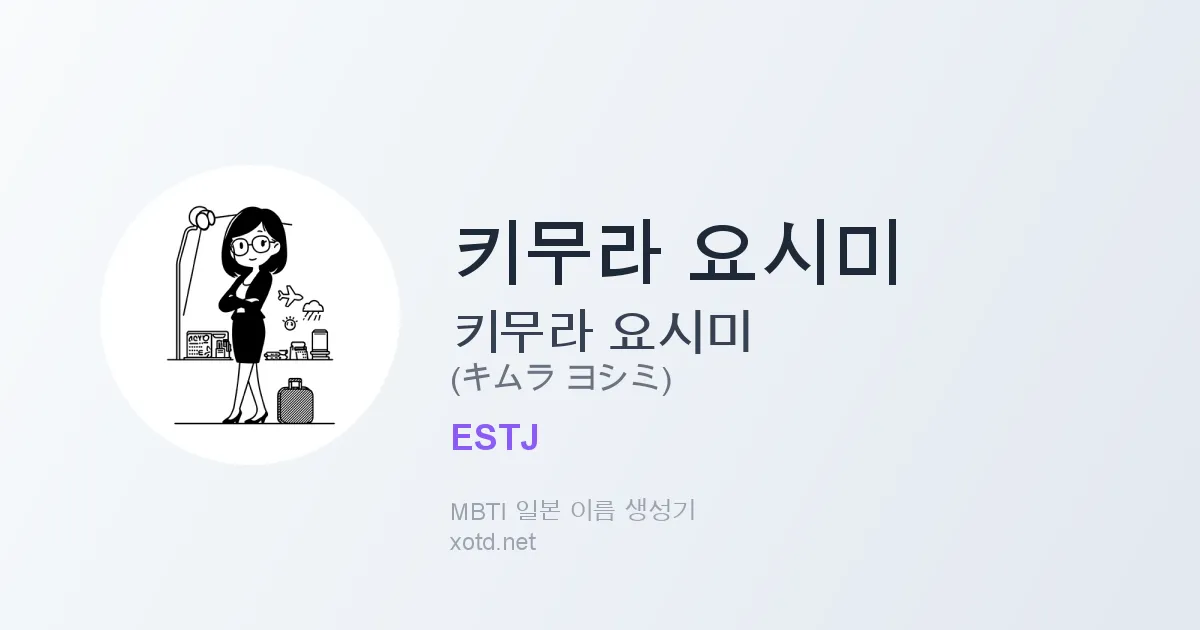 키무라 요시미
키무라 요시미
(キムラ ヨシミ)
ESTJ
MBTI 일본 이름 생성기
xotd.net